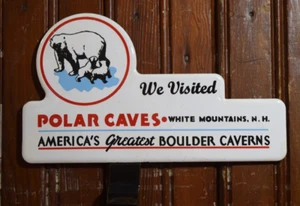 We Visited
POLAR CAVES • WHITE MOUNTAINS, N. H.
AMERICA'S Greatest BOULDER CAVERNS